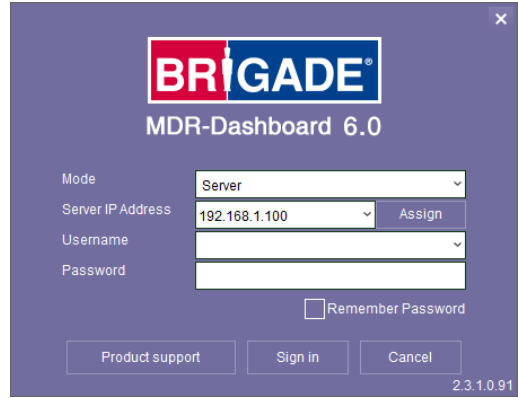 BRIGADE®
MDR-Dashboard 6.0
Mode Server
Server IP Address 192.168.1.100 Assign
Username
Password
Remember Password
Product support Sign in Cancel
2.3.1.0.91